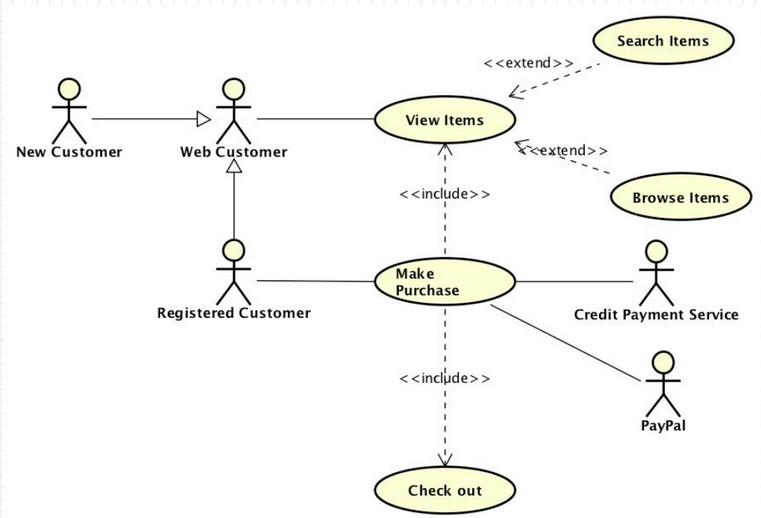 Search Items
<<extend>>
View Items
New Customer
Web Customer
<<extend>>
<<include>>
Browse Items
Make
Purchase
Registered Customer
Credit Payment Service
<<include>>
PayPal
Check out